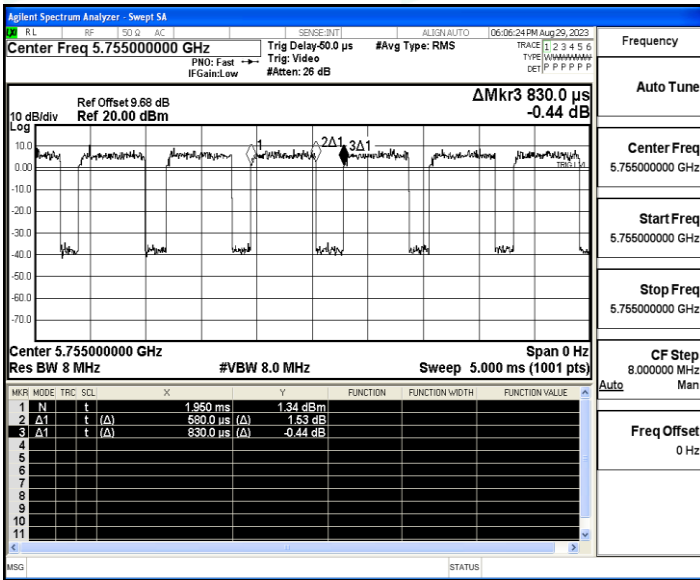 Agilent Spectrum Analyzer - Swept SA
RL RF 50 Ω AC SENSE:INT ALIGN AUTO 06:06:24 PM Aug 29, 2023
Center Freq 5.755000000 GHz
PNO: Fast
IFGain:Low
Trig Delay-50.0 µs
Trig: Video
#Atten: 26 dB
#Avg Type: RMS
TRACE 1 2 3 4 5 6
TYPE
DET P P P P P P
Ref Offset 9.68 dB
10 dB/div Ref 20.00 dBm
Log
ΔMkr3 830.0 µs
-0.44 dB
10.0
0.00
-10.0
-20.0
-30.0
-40.0
-50.0
-60.0
-70.0
1
2Δ1
3Δ1
TRIG LVL
Center 5.755000000 GHz Span 0 Hz
Res BW 8 MHz #VBW 8.0 MHz Sweep 5.000 ms (1001 pts)
MKR MODE TRC SCL X Y FUNCTION FUNCTION WIDTH FUNCTION VALUE
1 N t 1.950 ms 1.34 dBm
2 Δ1 t (Δ) 580.0 µs (Δ) 1.53 dB
3 Δ1 t (Δ) 830.0 µs (Δ) -0.44 dB
4
5
6
7
8
9
10
11
MSG STATUS
Frequency
Auto Tune
Center Freq
5.755000000 GHz
Start Freq
5.755000000 GHz
Stop Freq
5.755000000 GHz
CF Step
8.000000 MHz
Auto Man
Freq Offset
0 Hz